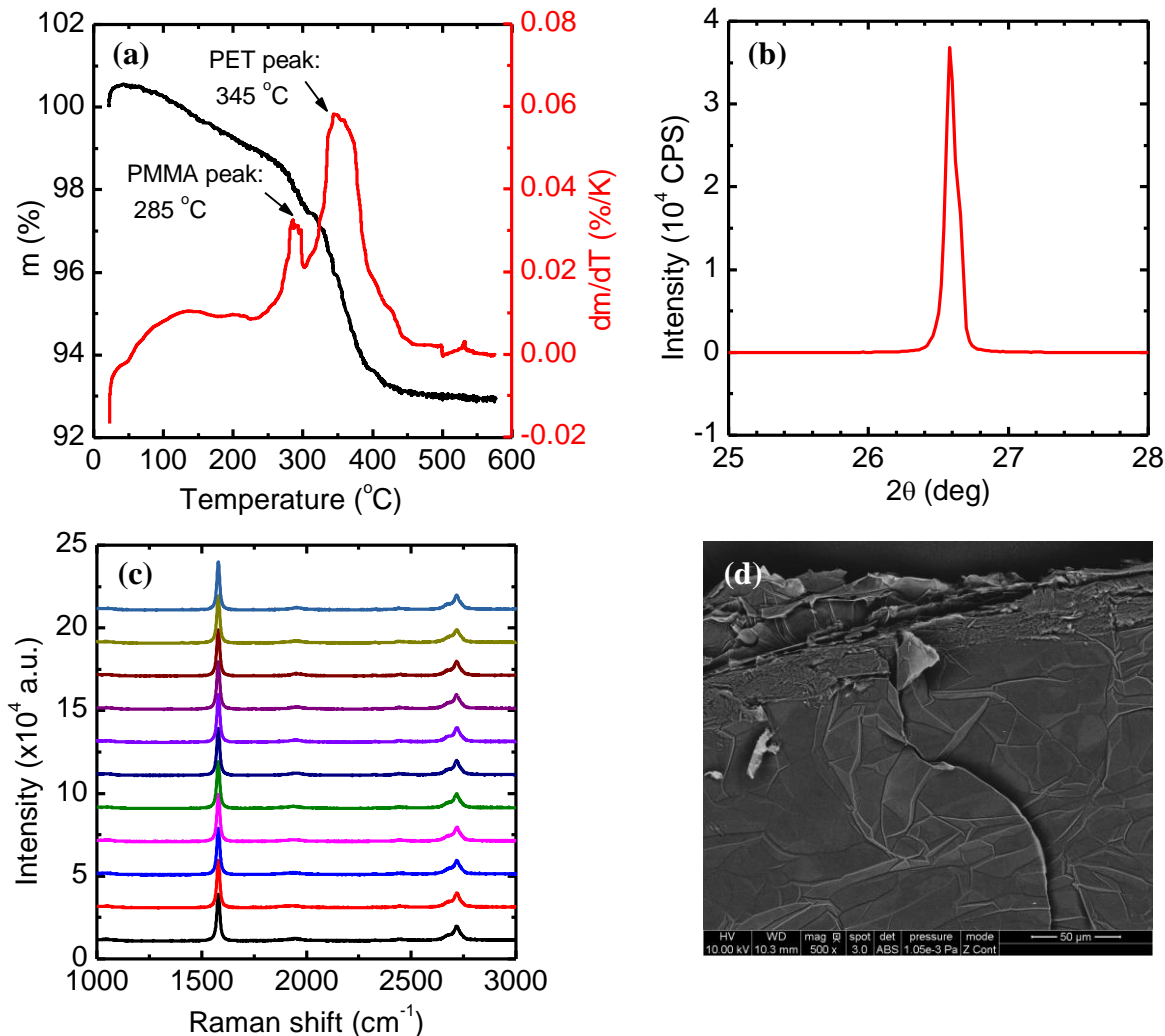 (a)
102
100
98
96
94
92
m (%)
0 100 200 300 400 500 600
Temperature (°C)
0.08
0.06
0.04
0.02
0.00
-0.02
dm/dT (%/K)
PET peak:
345 °C
PMMA peak:
285 °C
(b)
4
3
2
1
0
-1
Intensity (10⁴ CPS)
25 26 27 28
2θ (deg)
(c)
25
20
15
10
5
0
Intensity (x10⁴ a.u.)
1000 1500 2000 2500 3000
Raman shift (cm⁻¹)
(d)
HV WD mag spot det pressure mode
10.00 kV 10.3 mm 500 x 3.0 ABS 1.05e-3 Pa Z Cont
50 µm